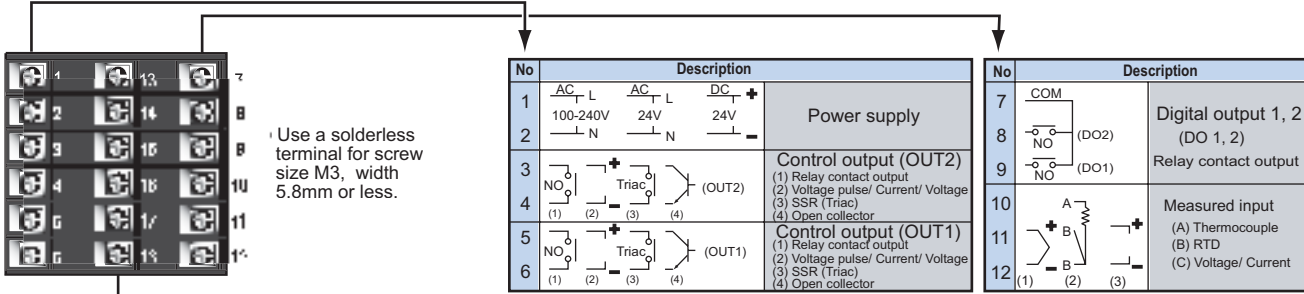 1 13 7
2 14 8
3 15 9
4 16 10
5 17 11
6 18
Use a solderless
terminal for screw
size M3, width
5.8mm or less.
No Description
1 AC L AC L DC +
100-240V 24V 24V
2 N N −
Power supply
3
4
NO + − Triac (OUT2)
(1) (2) (3) (4)
Control output (OUT2)
(1) Relay contact output
(2) Voltage pulse/ Current/ Voltage
(3) SSR (Triac)
(4) Open collector
5
6
NO + − Triac (OUT1)
(1) (2) (3) (4)
Control output (OUT1)
(1) Relay contact output
(2) Voltage pulse/ Current/ Voltage
(3) SSR (Triac)
(4) Open collector
No Description
7 COM
8 NO (DO2)
9 NO (DO1)
Digital output 1, 2
(DO 1, 2)
Relay contact output
10 A
11 + B +
12 − B −
(1) (2) (3)
Measured input
(A) Thermocouple
(B) RTD
(C) Voltage/ Current